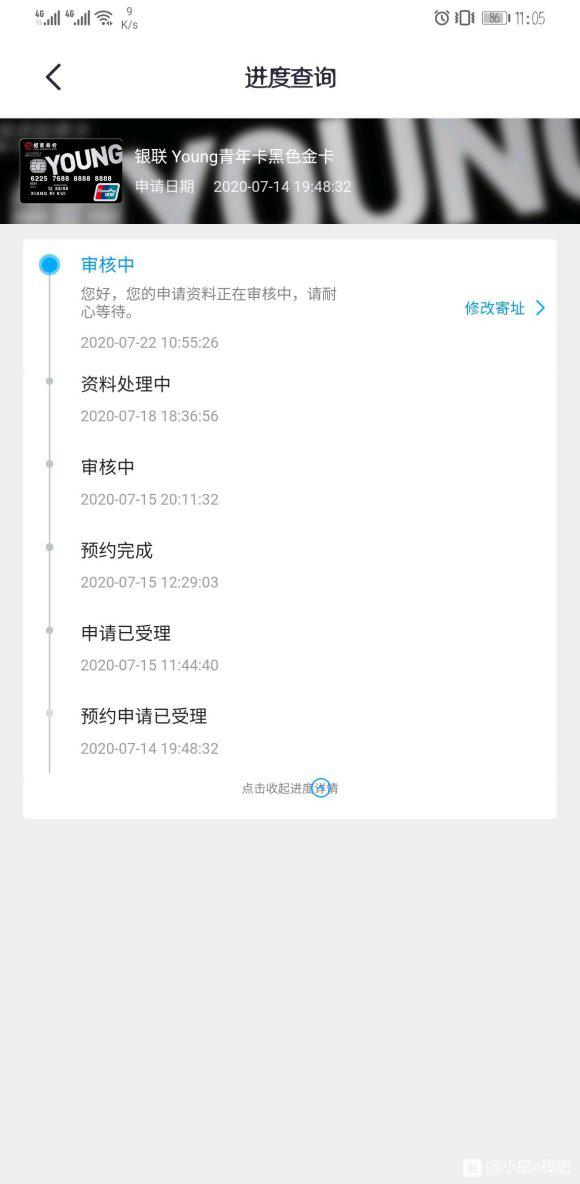 4G 4G 9 K/s 86 11:05
进度查询
招商银行
YOUNG
6225 7688 8888 8888
XIANG RI KUI
银联 Young青年卡黑色金卡
申请日期 2020-07-14 19:48:32
审核中
您好，您的申请资料正在审核中，请耐
心等待。
修改寄址
2020-07-22 10:55:26
资料处理中
2020-07-18 18:36:56
审核中
2020-07-15 20:11:32
预约完成
2020-07-15 12:29:03
申请已受理
2020-07-15 11:44:40
预约申请已受理
2020-07-14 19:48:32
点击收起进度详情
@小招e栈吧